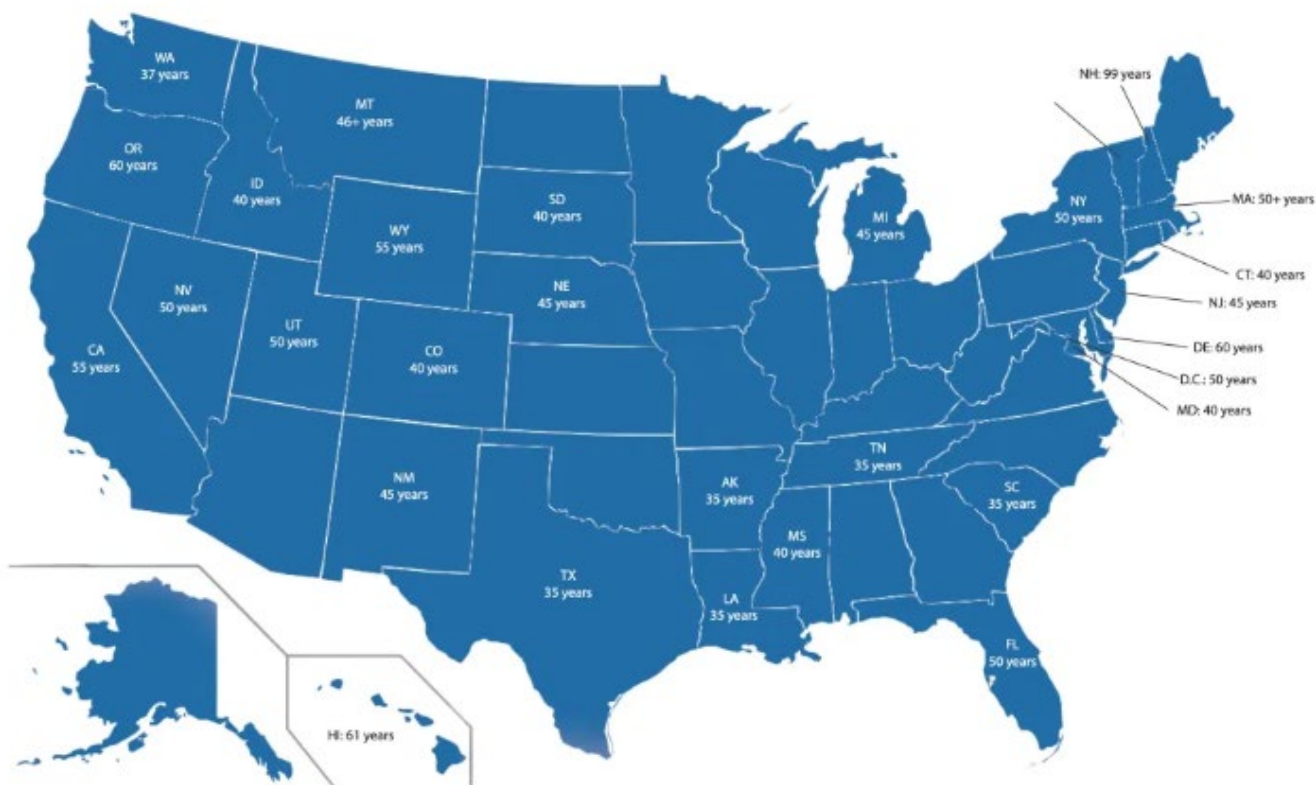 WA
37 years
MT
46+ years
NH: 99 years
OR
60 years
ID
40 years
SD
40 years
MI
45 years
NY
50 years
MA: 50+ years
WY
55 years
CT: 40 years
NE
45 years
NV
50 years
NJ: 45 years
UT
50 years
CA
55 years
CO
40 years
DE: 60 years
D.C.: 50 years
MD: 40 years
TN
35 years
NM
45 years
AK
35 years
SC
35 years
MS
40 years
TX
35 years
LA
35 years
FL
50 years
HI: 61 years